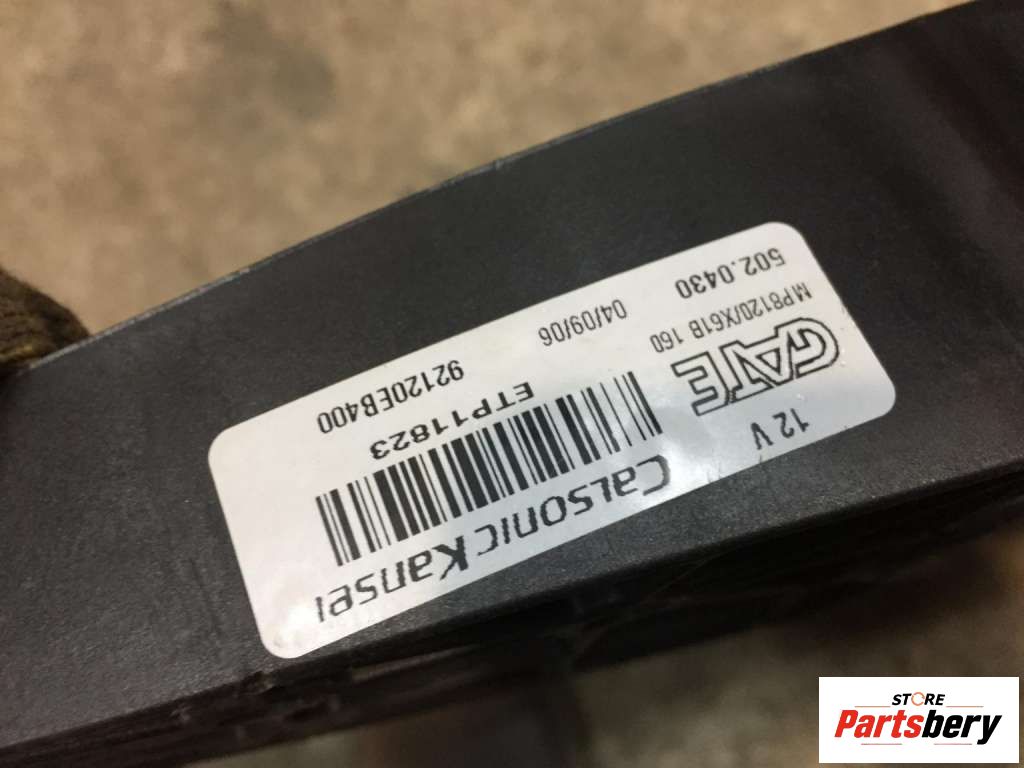 CALSONIC KANSEI
12 V
ETP11823
GATE
92120EB400
MP8120/X61B 160
04/09/06
502.0430
STORE
Partsbery